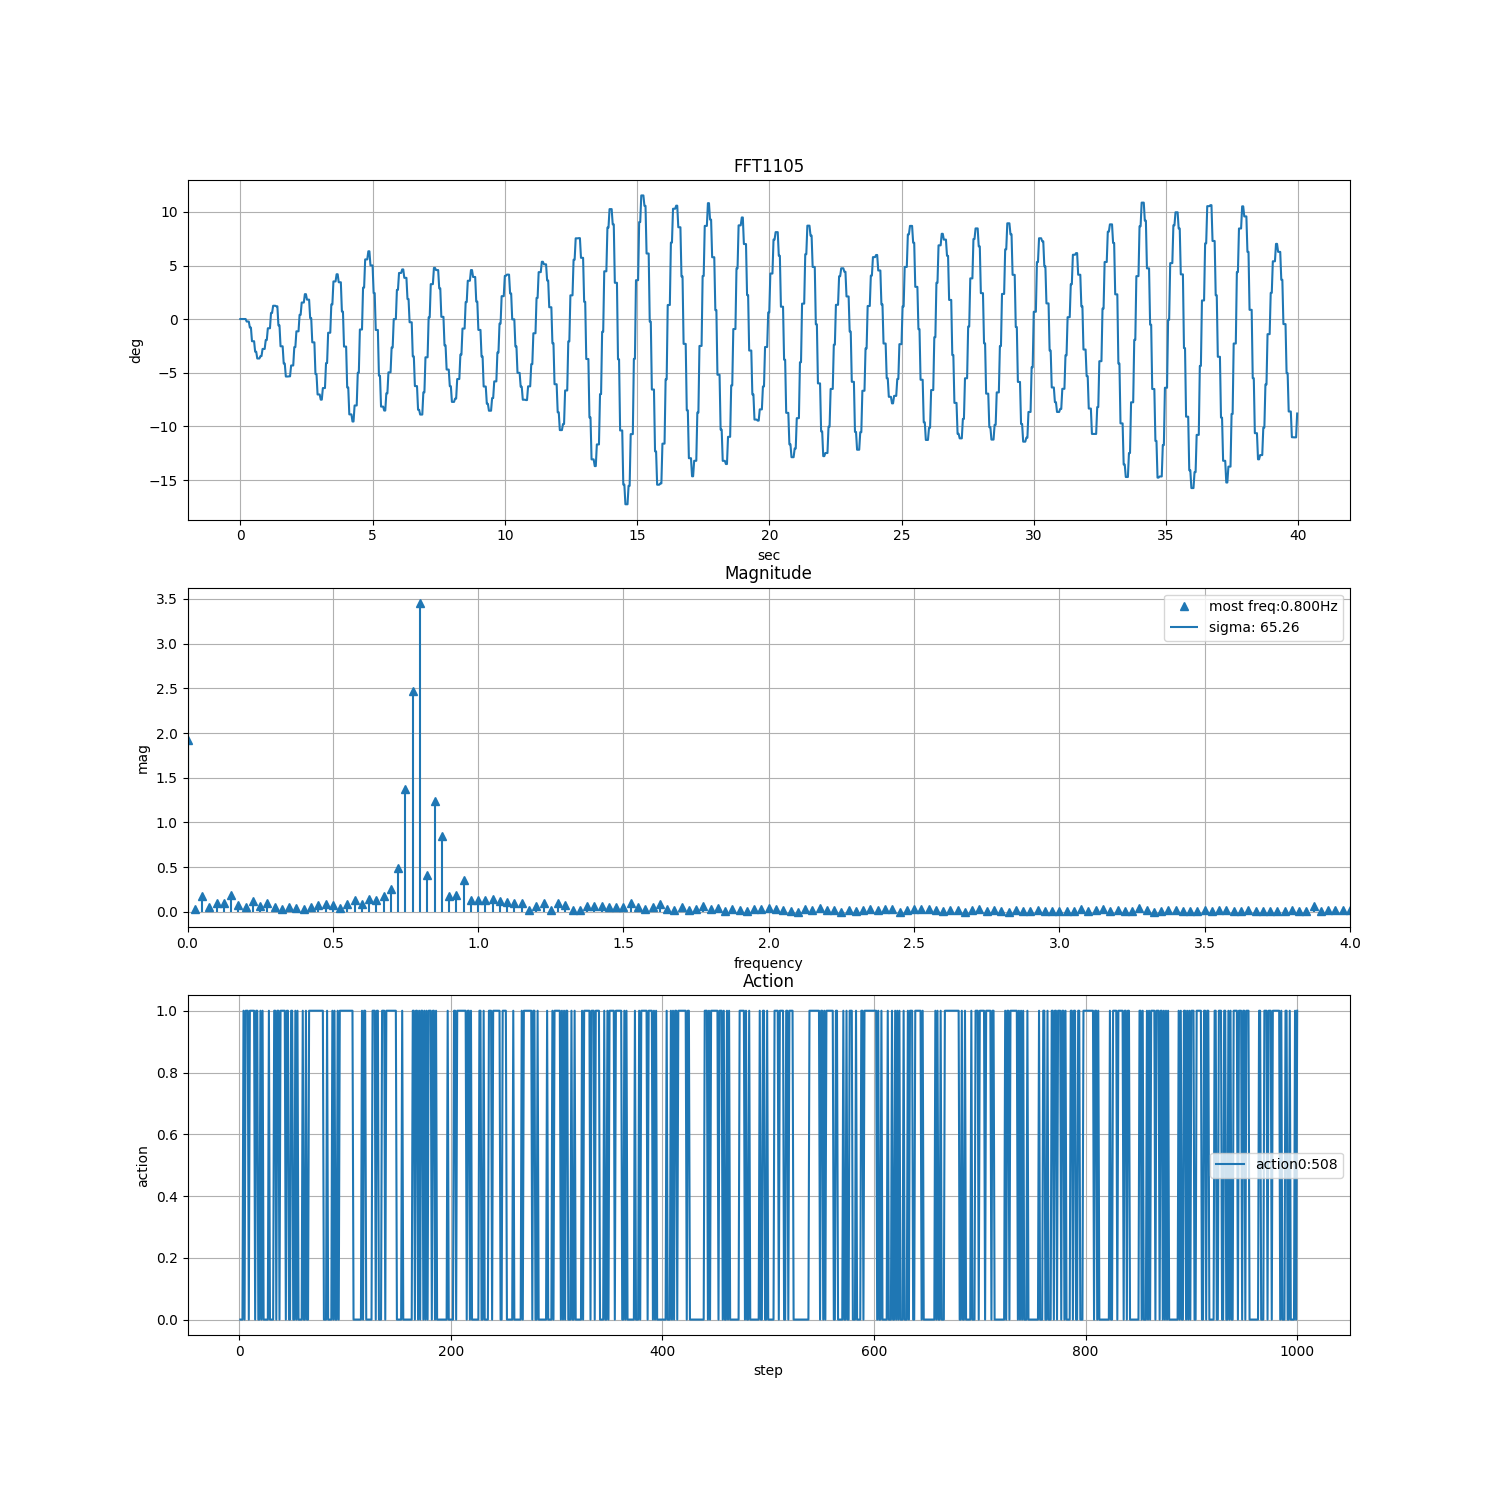 FFT1105
10
5
0
−5
−10
−15
deg
0 5 10 15 20 25 30 35 40
sec
Magnitude
3.5
3.0
2.5
2.0
1.5
1.0
0.5
0.0
mag
most freq:0.800Hz
sigma: 65.26
0.0 0.5 1.0 1.5 2.0 2.5 3.0 3.5 4.0
frequency
Action
1.0
0.8
0.6
0.4
0.2
0.0
action
action0:508
0 200 400 600 800 1000
step